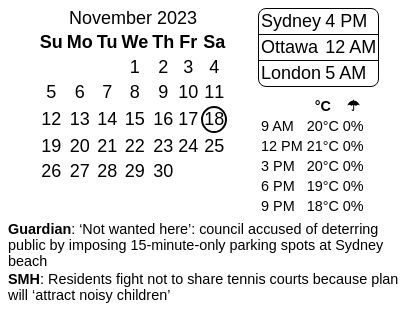 November 2023
Su Mo Tu We Th Fr Sa
1 2 3 4
5 6 7 8 9 10 11
12 13 14 15 16 17 18
19 20 21 22 23 24 25
26 27 28 29 30
Sydney 4 PM
Ottawa 12 AM
London 5 AM
°C ☂
9 AM 20°C 0%
12 PM 21°C 0%
3 PM 20°C 0%
6 PM 19°C 0%
9 PM 18°C 0%
Guardian: ‘Not wanted here’: council accused of deterring
public by imposing 15-minute-only parking spots at Sydney
beach
SMH: Residents fight not to share tennis courts because plan
will ‘attract noisy children’